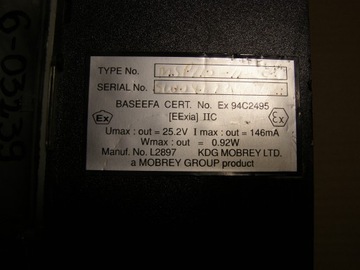 TYPE No.
SERIAL No.
BASEEFA CERT. No. Ex 94C2495
[EExia] IIC
Ex
Ex
Umax : out = 25.2V I max : out = 146mA
Wmax : out = 0.92W
Manuf. No. L2897 KDG MOBREY LTD.
a MOBREY GROUP product